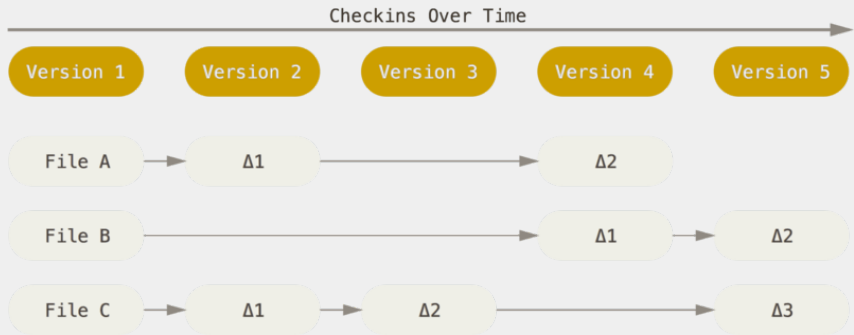 Checkins Over Time
Version 1 Version 2 Version 3 Version 4 Version 5
File A Δ1 Δ2
File B Δ1 Δ2
File C Δ1 Δ2 Δ3